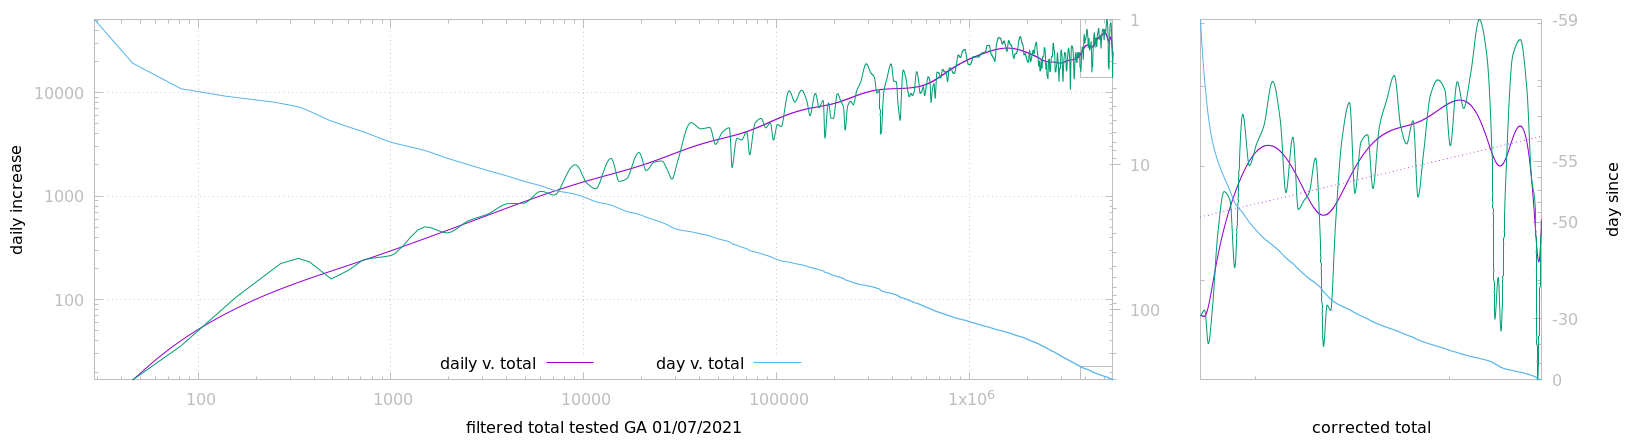 daily increase
10000
1000
100
100
1000
10000
100000
1x10⁶
filtered total tested GA 01/07/2021
daily v. total
day v. total
1
10
100
-59
-55
-50
-30
0
day since
corrected total